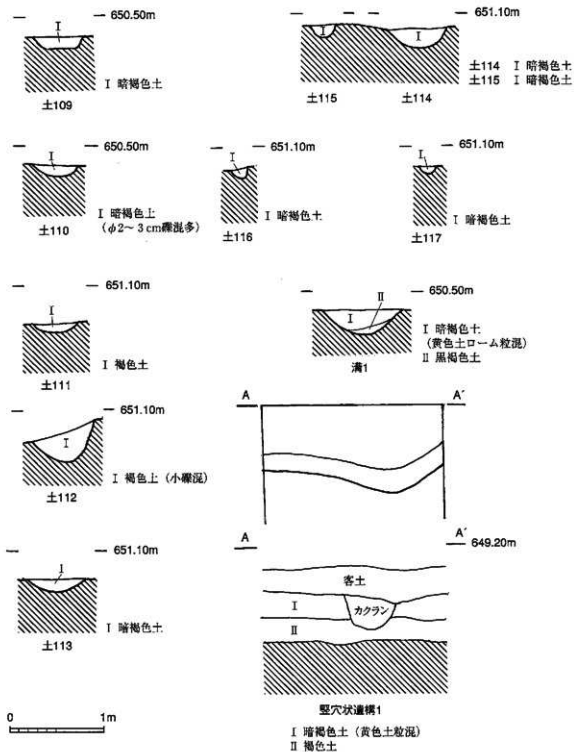 650.50m
I
I 暗褐色土
土109
651.10m
I
I
土114 I 暗褐色土
土115 I 暗褐色土
土115
土114
650.50m
I
I 暗褐色上
(φ2〜3cm礫混多)
土110
651.10m
I
I 暗褐色土
土116
651.10m
I
I 暗褐色土
土117
651.10m
I
I 褐色土
土111
650.50m
II
I
I 暗褐色土
(黄色土ローム粒混)
II 黒褐色土
溝1
651.10m
I
I 褐色上 (小礫混)
土112
A
A′
651.10m
I
I 暗褐色土
土113
A
A′
649.20m
客土
I
カクラン
II
竪穴状遺構1
I 暗褐色土 (黄色土粒混)
II 褐色土
0
1m